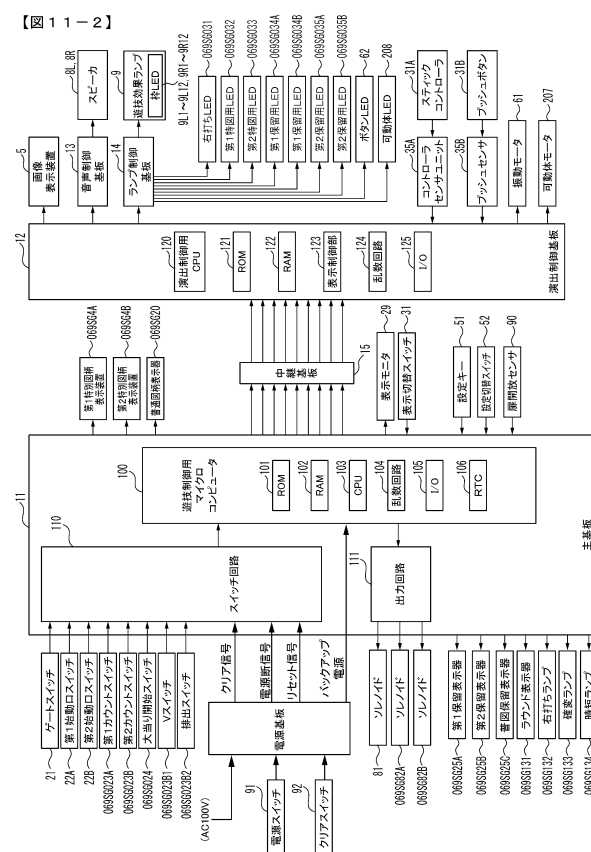 【図１１－２】
5
画像
表示装置
8L,8R
スピーカ
13
音声制御
基板
9
遊技効果ランプ
枠LED
9L1～9L12,9R1～9R12
14
ランプ制御
基板
右打ちLED
069SG031
第1特図用LED
069SG032
第2特図用LED
069SG033
第1保留用LED
069SG034A
第1保留用LED
069SG034B
第2保留用LED
069SG035A
第2保留用LED
069SG035B
ボタンLED
62
可動体LED
208
スティック
コントローラ
31A
コントローラ
センサユニット
35A
プッシュボタン
31B
プッシュセンサ
35B
振動モータ
61
可動体モータ
207
12
演出制御用
CPU
120
ROM
121
RAM
122
表示制御部
123
乱数回路
124
I/O
125
演出制御基板
第1特別図柄
表示装置
069SG4A
第2特別図柄
表示装置
069SG4B
普通図柄表示器
069SG20
中継
基板
15
表示モニタ
29
表示切替スイッチ
31
設定キー
51
設定切替スイッチ
52
扉開放センサ
90
11
主基板
100
遊技制御用
マイクロ
コンピュータ
ROM
101
RAM
102
CPU
103
乱数回路
104
I/O
105
RTC
106
110
スイッチ回路
111
出力回路
21
ゲートスイッチ
22A
第1始動口スイッチ
22B
第2始動口スイッチ
069SG023A
第1カウントスイッチ
069SG023B
第2カウントスイッチ
069SG024
大当り開始スイッチ
069SG023B1
Vスイッチ
069SG023B2
排出スイッチ
クリア信号
電源断信号
リセット信号
バックアップ
電源
電源基板
(AC100V)
91
電源スイッチ
92
クリアスイッチ
81
ソレノイド
069SG82A
ソレノイド
069SG82B
ソレノイド
069SG25A
第1保留表示器
069SG25B
第2保留表示器
069SG25C
普図保留表示器
069SG131
ラウンド表示器
069SG132
右打ちランプ
069SG133
確変ランプ
069SG134
時短ランプ